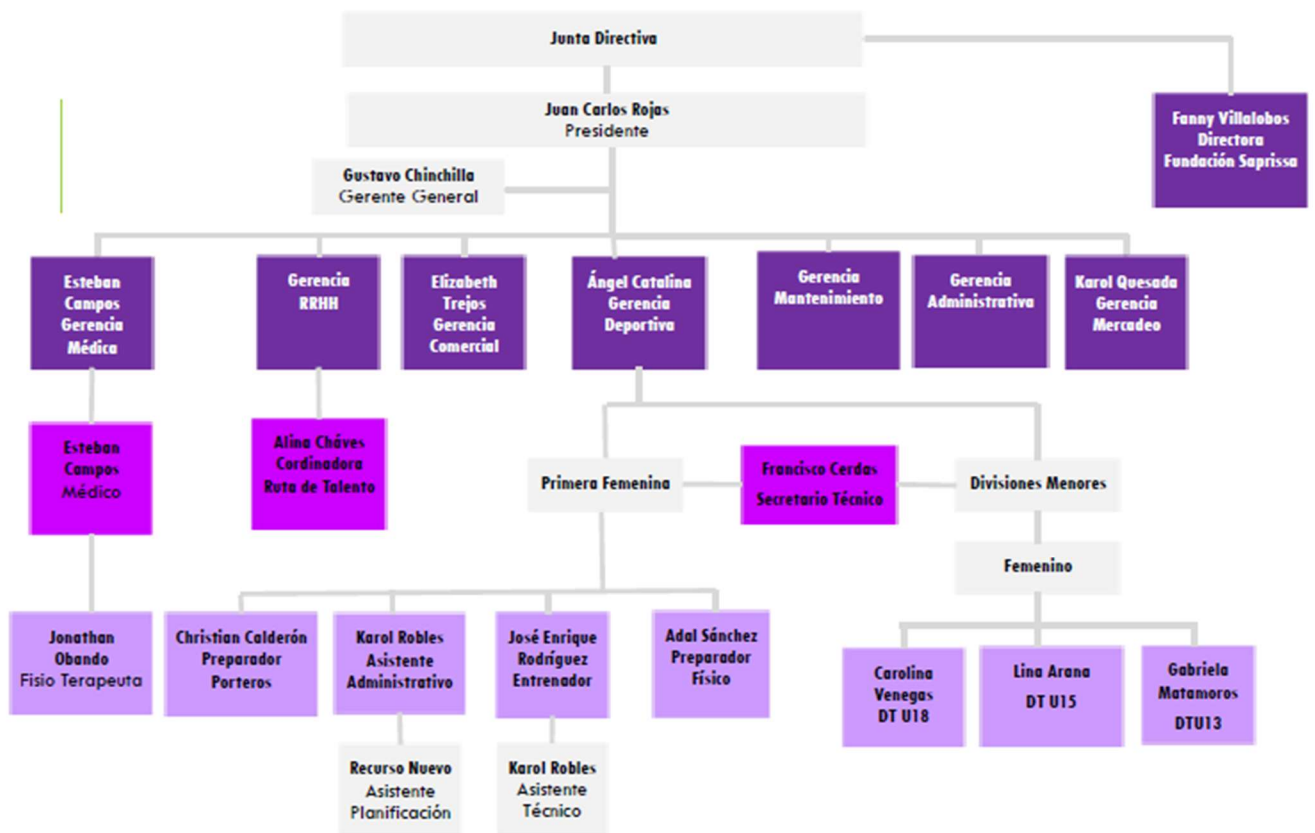 Junta Directiva
Juan Carlos Rojas
Presidente
Fanny Villalobos
Directora
Fundación Saprissa
Gustavo Chinchilla
Gerente General
Esteban
Campos
Gerencia
Médica
Gerencia
RRHH
Elizabeth
Trejos
Gerencia
Comercial
Ángel Catalina
Gerencia
Deportiva
Gerencia
Mantenimiento
Gerencia
Administrativa
Karol Quesada
Gerencia
Mercadeo
Esteban
Campos
Médico
Alina Cháves
Cordinadora
Ruta de Talento
Primera Femenina
Francisco Cerdas
Secretario Técnico
Divisiones Menores
Femenino
Jonathan
Obando
Fisio Terapeuta
Christian Calderón
Preparador
Porteros
Karol Robles
Asistente
Administrativo
José Enrique
Rodríguez
Entrenador
Adal Sánchez
Preparador
Físico
Carolina
Venegas
DT U18
Lina Arana
DT U15
Gabriela
Matamoros
DTU13
Recurso Nuevo
Asistente
Planificación
Karol Robles
Asistente
Técnico